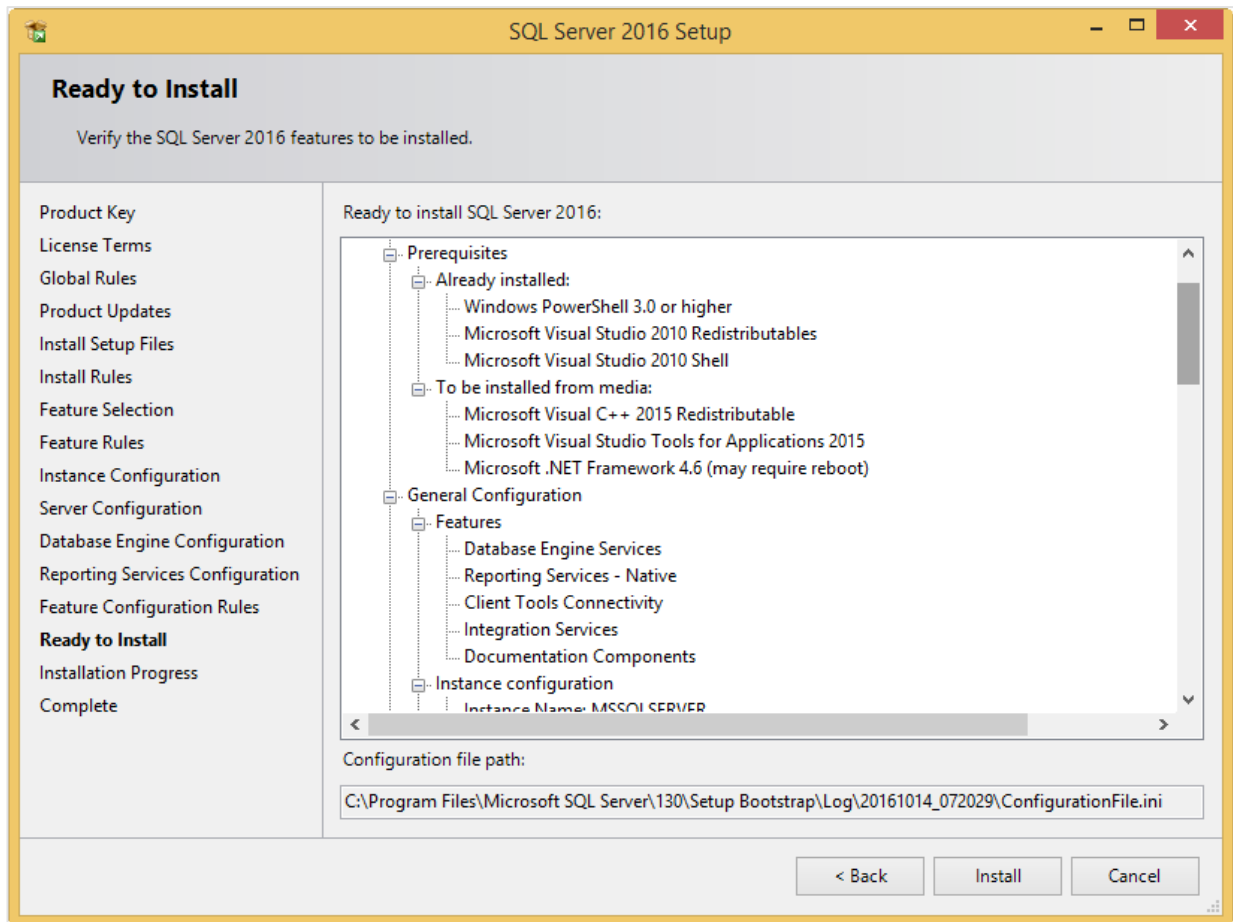 SQL Server 2016 Setup
Ready to Install
Verify the SQL Server 2016 features to be installed.
Product Key
License Terms
Global Rules
Product Updates
Install Setup Files
Install Rules
Feature Selection
Feature Rules
Instance Configuration
Server Configuration
Database Engine Configuration
Reporting Services Configuration
Feature Configuration Rules
Ready to Install
Installation Progress
Complete
Ready to install SQL Server 2016:
Prerequisites
Already installed:
Windows PowerShell 3.0 or higher
Microsoft Visual Studio 2010 Redistributables
Microsoft Visual Studio 2010 Shell
To be installed from media:
Microsoft Visual C++ 2015 Redistributable
Microsoft Visual Studio Tools for Applications 2015
Microsoft .NET Framework 4.6 (may require reboot)
General Configuration
Features
Database Engine Services
Reporting Services - Native
Client Tools Connectivity
Integration Services
Documentation Components
Instance configuration
Instance Name: MSSQLSERVER
Configuration file path:
C:\Program Files\Microsoft SQL Server\130\Setup Bootstrap\Log\20161014_072029\ConfigurationFile.ini
< Back
Install
Cancel